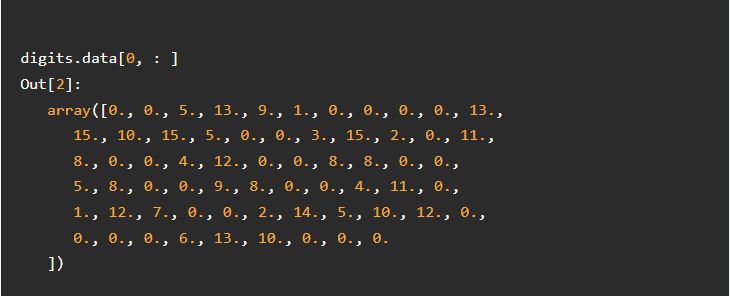 digits.data[0, : ]
Out[2]:
array([0., 0., 5., 13., 9., 1., 0., 0., 0., 0., 13.,
15., 10., 15., 5., 0., 0., 3., 15., 2., 0., 11.,
8., 0., 0., 4., 12., 0., 0., 8., 8., 0., 0.,
5., 8., 0., 0., 9., 8., 0., 0., 4., 11., 0.,
1., 12., 7., 0., 0., 2., 14., 5., 10., 12., 0.,
0., 0., 0., 6., 13., 10., 0., 0., 0.
])